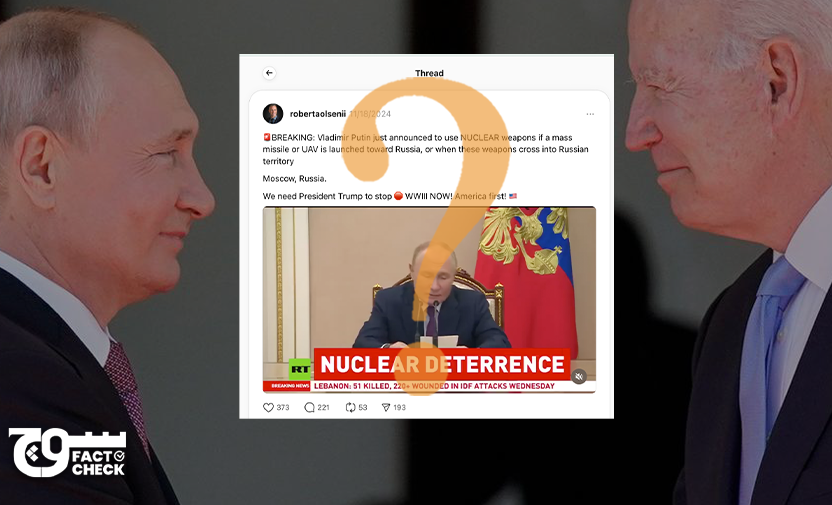 Thread
robertaolsenii 11/18/2024
🚨BREAKING: Vladimir Putin just announced to use NUCLEAR weapons if a mass
missile or UAV is launched toward Russia, or when these weapons cross into Russian
territory
Moscow, Russia.
We need President Trump to stop 🛑 WWIII NOW! America first! 🇺🇸
?
RT
NUCLEAR DETERRENCE
BREAKING NEWS
LEBANON: 51 KILLED, 220+ WOUNDED IN IDF ATTACKS WEDNESDAY
373 221 53 193
سوچ
FACT
CHECK